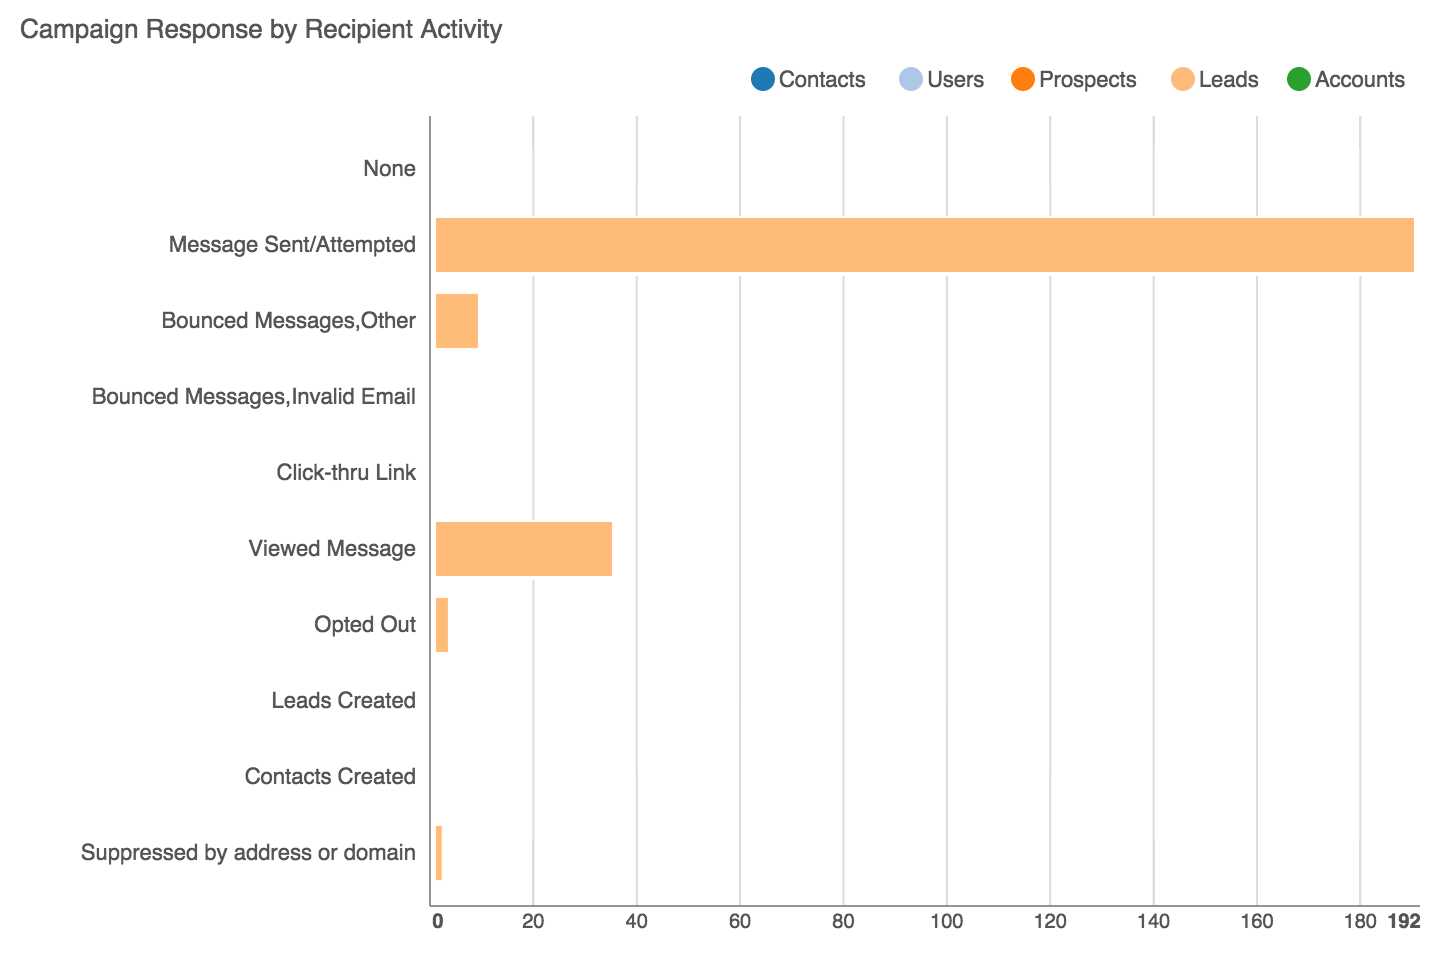 Campaign Response by Recipient Activity
Contacts Users Prospects Leads Accounts
None
Message Sent/Attempted
Bounced Messages,Other
Bounced Messages,Invalid Email
Click-thru Link
Viewed Message
Opted Out
Leads Created
Contacts Created
Suppressed by address or domain
0 20 40 60 80 100 120 140 160 180 192